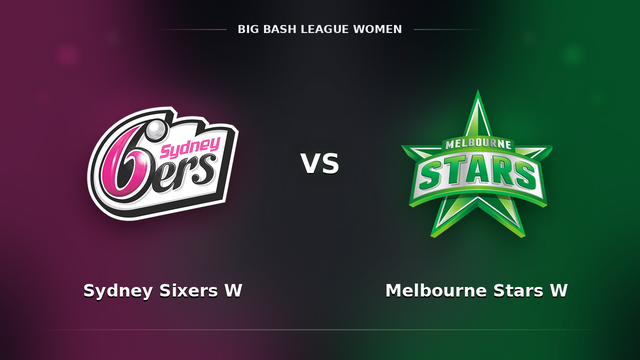 BIG BASH LEAGUE WOMEN
Sydney
6ers
VS
MELBOURNE
STARS
Sydney Sixers W
Melbourne Stars W